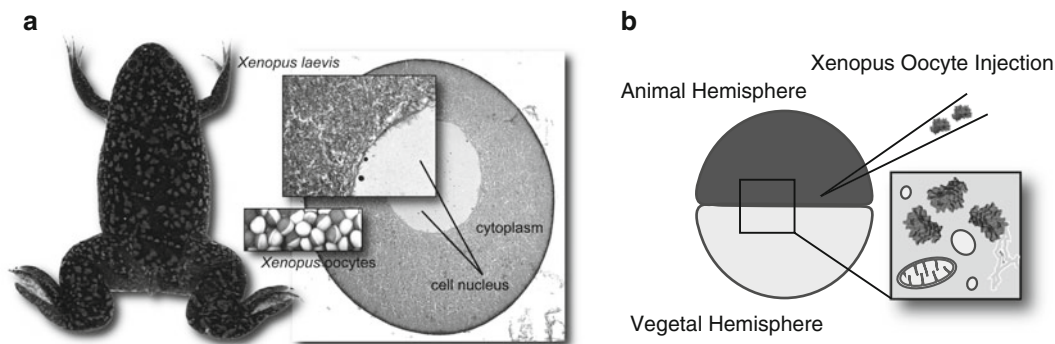 a
Xenopus laevis
cytoplasm
Xenopus oocytes
cell nucleus
b
Xenopus Oocyte Injection
Animal Hemisphere
Vegetal Hemisphere